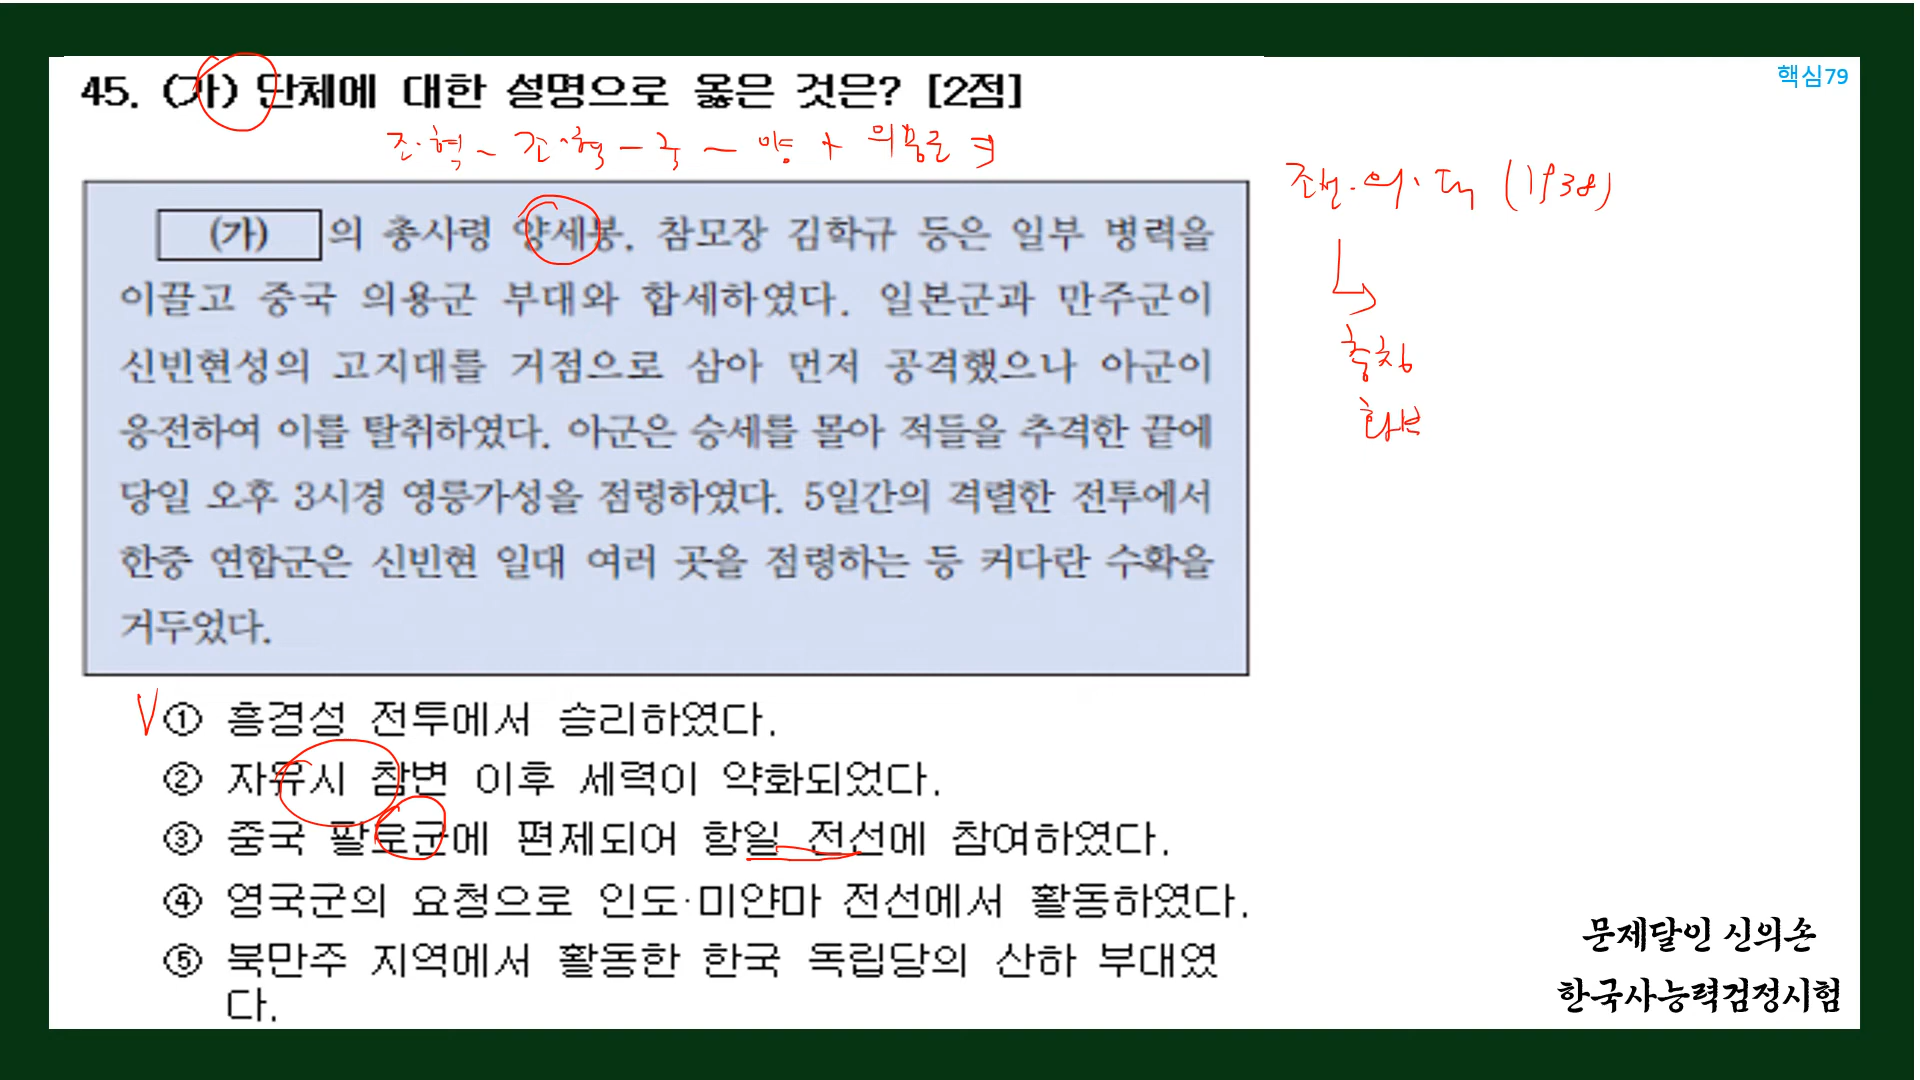 핵심79
45. (가) 단체에 대한 설명으로 옳은 것은? [2점]
조·혁 ~ 조·혁 - 군 ~ 양 + 의용군
(가) 의 총사령 양세봉, 참모장 김학규 등은 일부 병력을
이끌고 중국 의용군 부대와 합세하였다. 일본군과 만주군이
신빈현성의 고지대를 거점으로 삼아 먼저 공격했으나 아군이
응전하여 이를 탈취하였다. 아군은 승세를 몰아 적들을 추격한 끝에
당일 오후 3시경 영릉가성을 점령하였다. 5일간의 격렬한 전투에서
한중 연합군은 신빈현 일대 여러 곳을 점령하는 등 커다란 수확을
거두었다.
조선·의·대 (1938)
① 흥경성 전투에서 승리하였다.
② 자유시 참변 이후 세력이 약화되었다.
③ 중국 팔로군에 편제되어 항일 전선에 참여하였다.
④ 영국군의 요청으로 인도·미얀마 전선에서 활동하였다.
⑤ 북만주 지역에서 활동한 한국 독립당의 산하 부대였
다.
문제달인 신의손
한국사능력검정시험